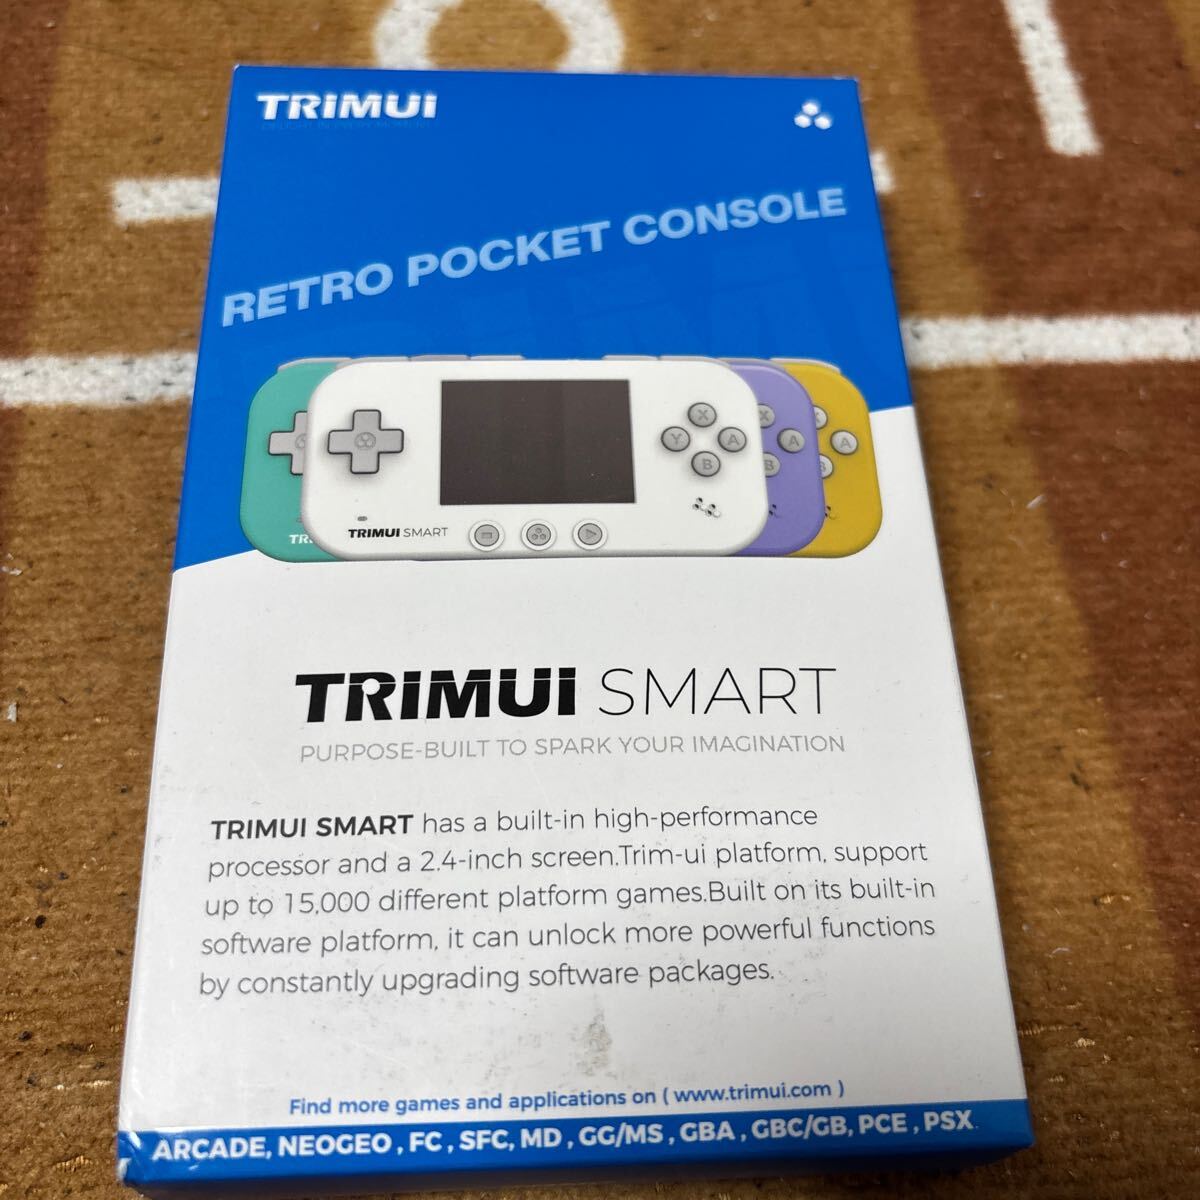 TRIMUI
RETRO POCKET CONSOLE
X
Y
A
B
X
A
B
A
B
TRIMUI SMART
TRIMUI SMART
PURPOSE-BUILT TO SPARK YOUR IMAGINATION
TRIMUI SMART has a built-in high-performance
processor and a 2.4-inch screen.Trim-ui platform, support
up to 15,000 different platform games.Built on its built-in
software platform, it can unlock more powerful functions
by constantly upgrading software packages.
Find more games and applications on ( www.trimui.com )
ARCADE, NEOGEO , FC , SFC, MD , GG/MS , GBA , GBC/GB, PCE , PSX